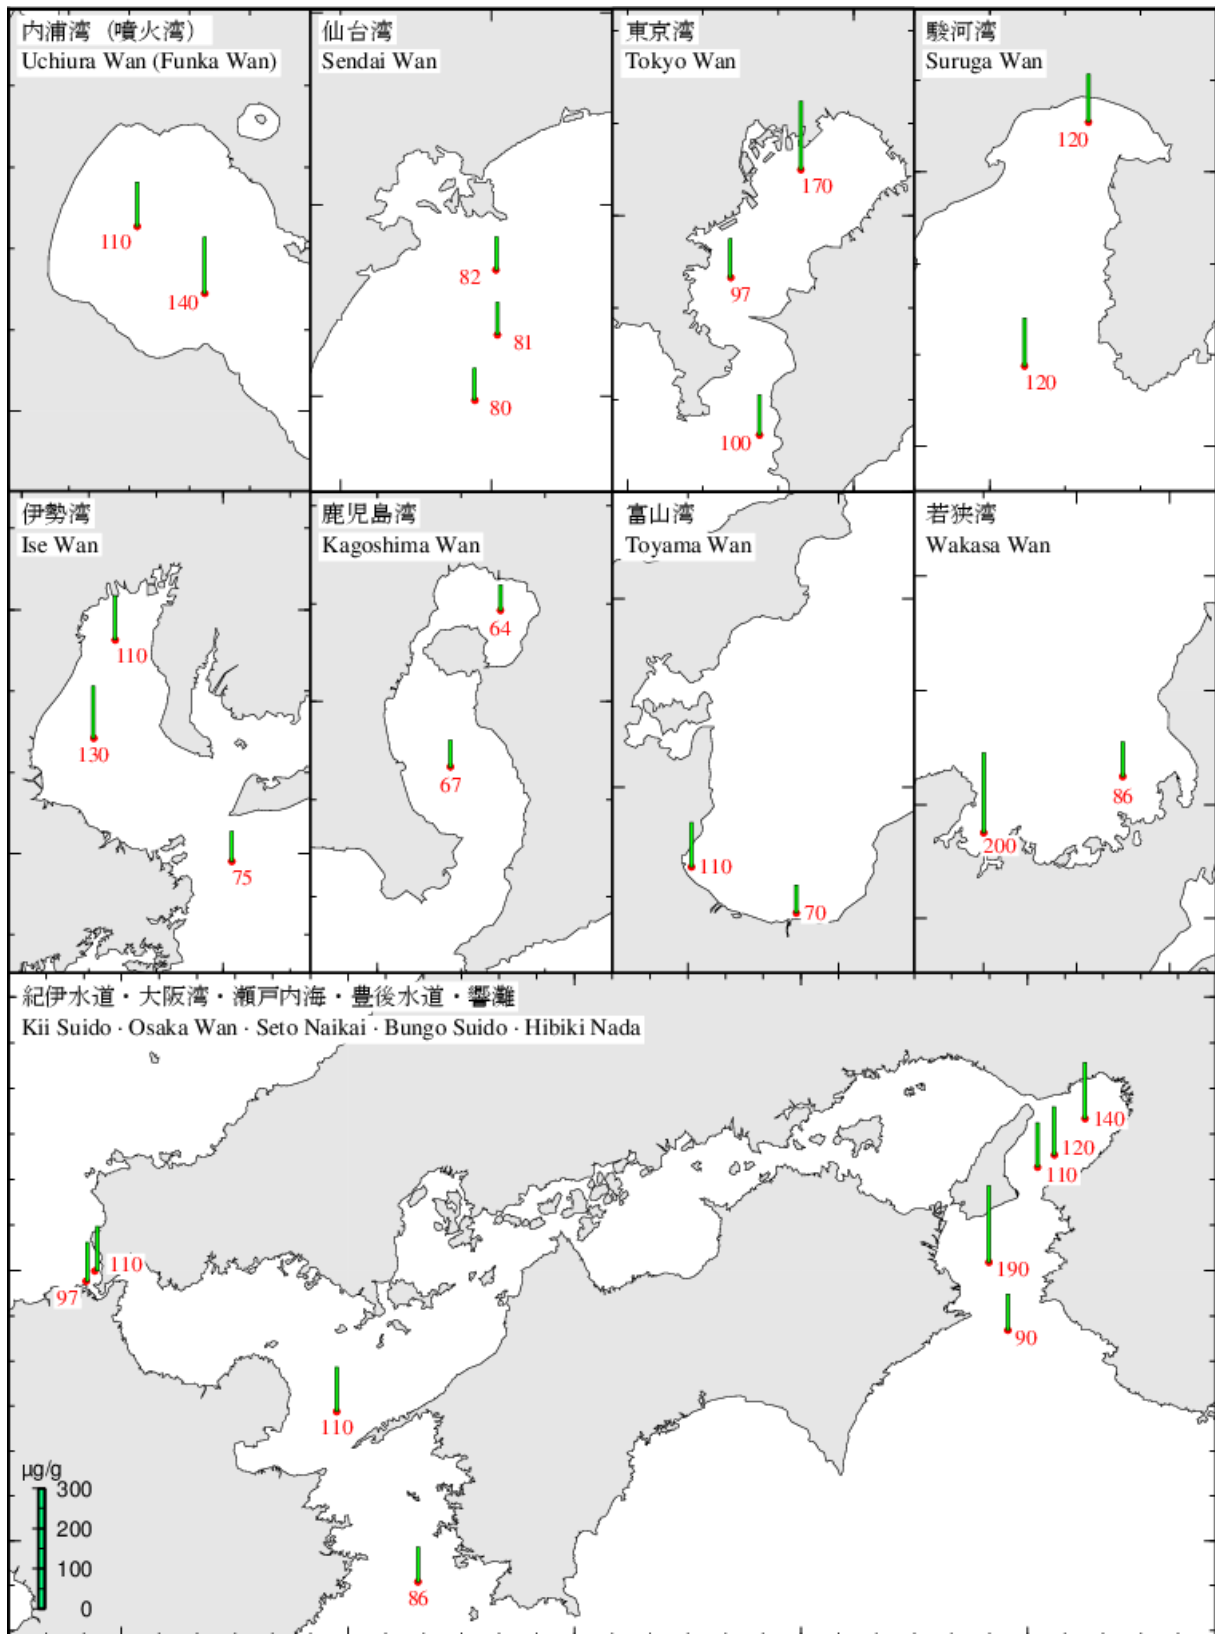 内浦湾（噴火湾）
Uchiura Wan (Funka Wan)
110
140
仙台湾
Sendai Wan
82
81
80
東京湾
Tokyo Wan
170
97
100
駿河湾
Suruga Wan
120
120
伊勢湾
Ise Wan
110
130
75
鹿児島湾
Kagoshima Wan
64
67
富山湾
Toyama Wan
110
70
若狭湾
Wakasa Wan
86
200
紀伊水道・大阪湾・瀬戸内海・豊後水道・響灘
Kii Suido · Osaka Wan · Seto Naikai · Bungo Suido · Hibiki Nada
140
120
110
190
90
110
97
110
86
µg/g
300
200
100
0